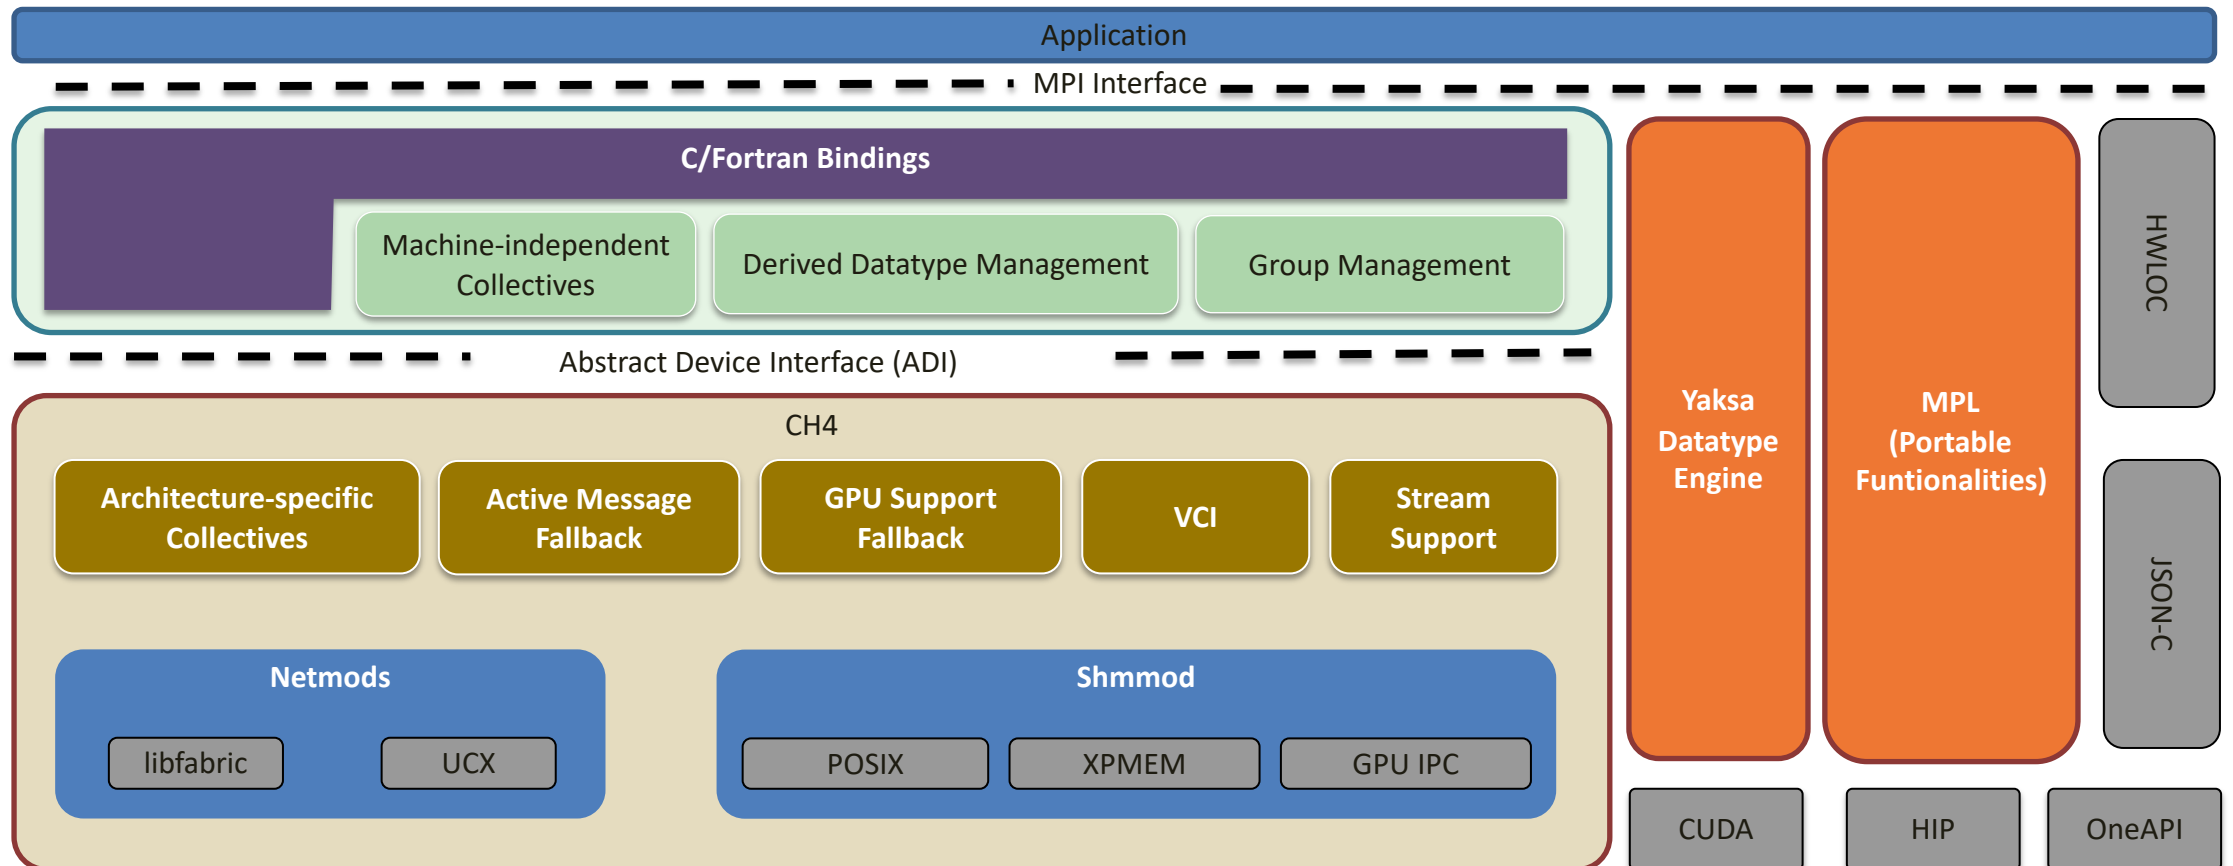 Application
MPI Interface
C/Fortran Bindings
Machine-independent
Collectives
Derived Datatype Management
Group Management
Abstract Device Interface (ADI)
CH4
Architecture-specific
Collectives
Active Message
Fallback
GPU Support
Fallback
VCI
Stream
Support
Netmods
libfabric
UCX
Shmmod
POSIX
XPMEM
GPU IPC
Yaksa
Datatype
Engine
MPL
(Portable
Funtionalities)
HWLOC
JSON-C
CUDA
HIP
OneAPI